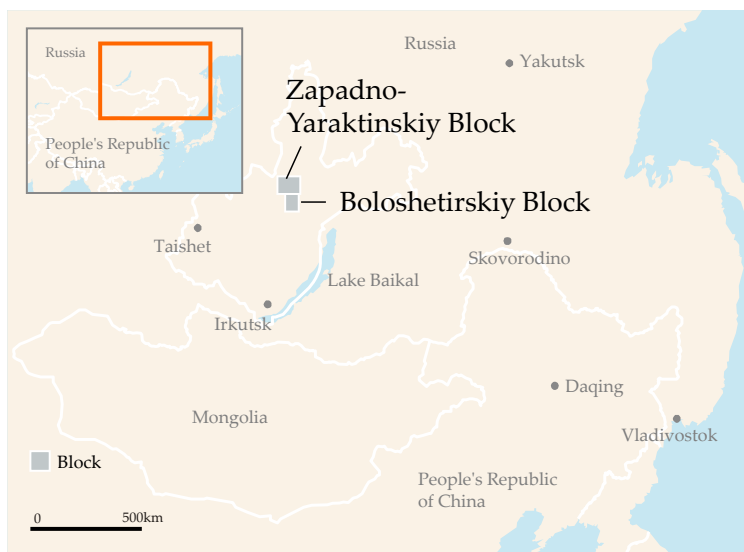 Russia
People's Republic
of China
Russia
Yakutsk
Zapadno-
Yaraktinskiy Block
Boloshetirskiy Block
Taishet
Skovorodino
Lake Baikal
Irkutsk
Daqing
Mongolia
Vladivostok
Block
People's Republic
of China
0 500km